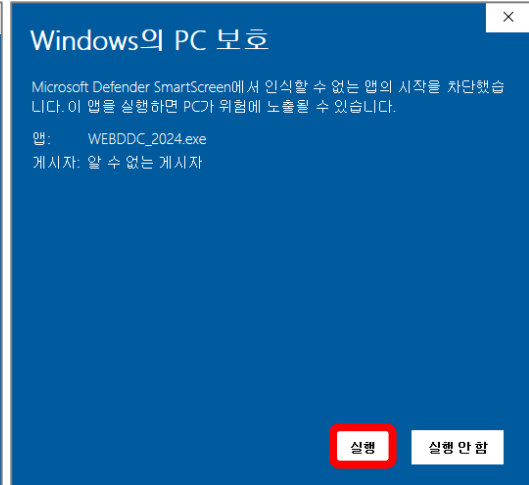 Windows의 PC 보호
Microsoft Defender SmartScreen에서 인식할 수 없는 앱의 시작을 차단했습
니다. 이 앱을 실행하면 PC가 위험에 노출될 수 있습니다.
앱: WEBDDC_2024.exe
게시자: 알 수 없는 게시자
실행 실행 안 함